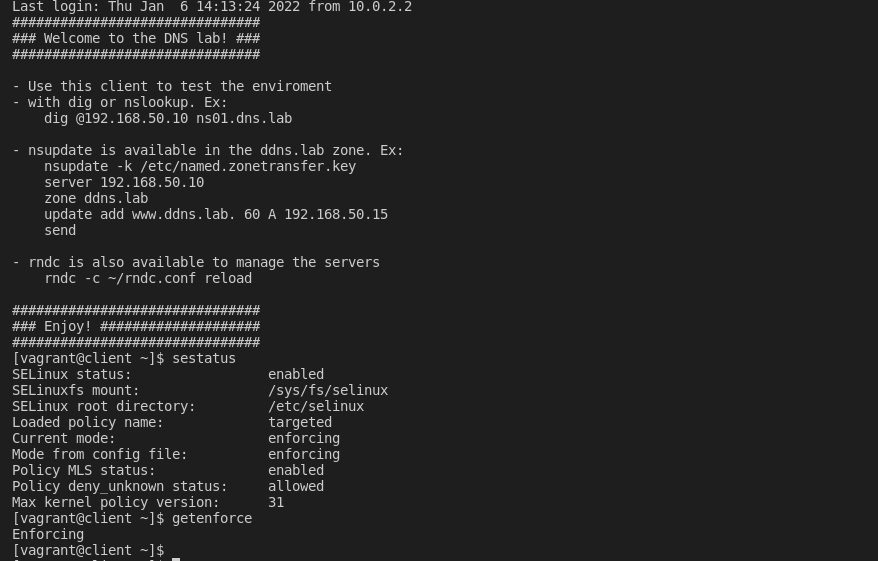 Last login: Thu Jan  6 14:13:24 2022 from 10.0.2.2
###############################
### Welcome to the DNS lab! ###
###############################

- Use this client to test the enviroment
- with dig or nslookup. Ex:
    dig @192.168.50.10 ns01.dns.lab

- nsupdate is available in the ddns.lab zone. Ex:
    nsupdate -k /etc/named.zonetransfer.key
    server 192.168.50.10
    zone ddns.lab
    update add www.ddns.lab. 60 A 192.168.50.15
    send

- rndc is also available to manage the servers
    rndc -c ~/rndc.conf reload

###############################
### Enjoy! ####################
###############################
[vagrant@client ~]$ sestatus
SELinux status:                 enabled
SELinuxfs mount:                /sys/fs/selinux
SELinux root directory:         /etc/selinux
Loaded policy name:             targeted
Current mode:                   enforcing
Mode from config file:          enforcing
Policy MLS status:              enabled
Policy deny_unknown status:     allowed
Max kernel policy version:      31
[vagrant@client ~]$ getenforce
Enforcing
[vagrant@client ~]$